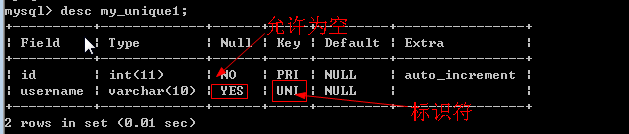 mysql> desc my_unique1;
允许为空
| Field | Type | Null | Key | Default | Extra |
| id | int(11) | NO | PRI | NULL | auto_increment |
| username | varchar(10) | YES | UNI | NULL | |
标识符
2 rows in set (0.01 sec)